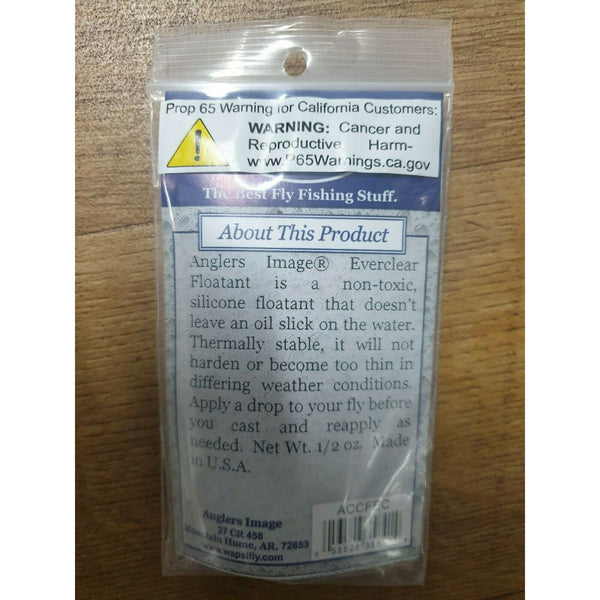 Prop 65 Warning for California Customers:
WARNING: Cancer and
Reproductive Harm-
www.P65Warnings.ca.gov
The Best Fly Fishing Stuff.
About This Product
Anglers Image® Everclear
Floatant is a non-toxic,
silicone floatant that doesn't
leave an oil slick on the water.
Thermally stable, it will not
harden or become too thin in
differing weather conditions.
Apply a drop to your fly before
you cast and reapply as
needed. Net Wt. 1/2 oz. Made
in U.S.A.
Anglers Image
27 CR 458
Mountain Home, AR. 72653
www.wapsifly.com